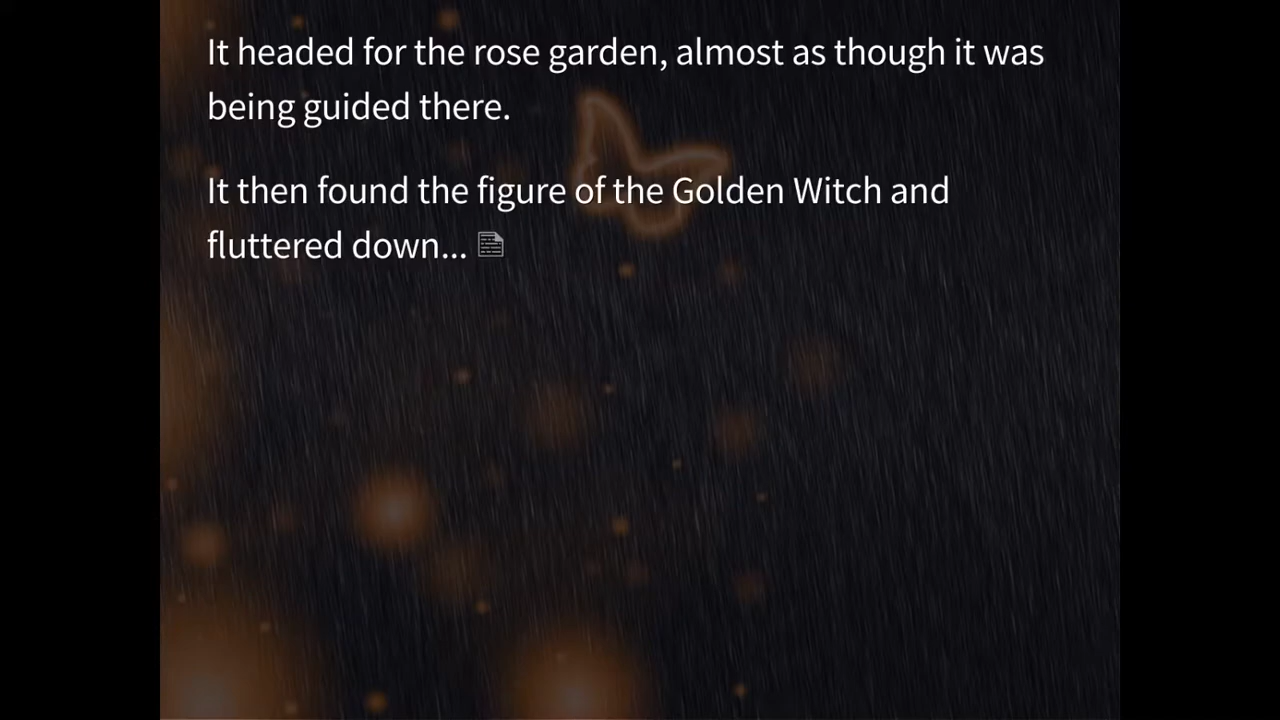 It headed for the rose garden, almost as though it was
being guided there.
It then found the figure of the Golden Witch and
fluttered down...